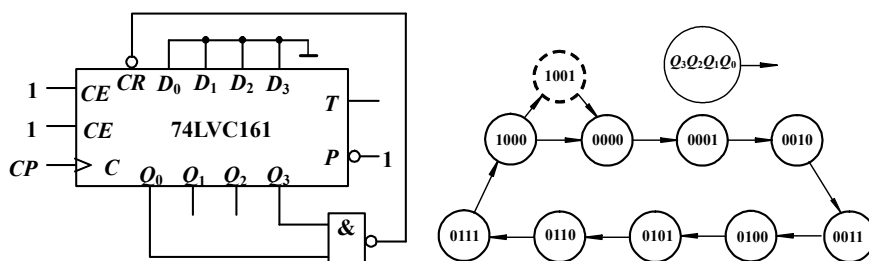 1 CE CR D₀ D₁ D₂ D₃
T
1 CE 74LVC161
P 1
CP C Q₀ Q₁ Q₂ Q₃
&
Q₃Q₂Q₁Q₀
1001
1000 0000 0001 0010
0111 0110 0101 0100 0011